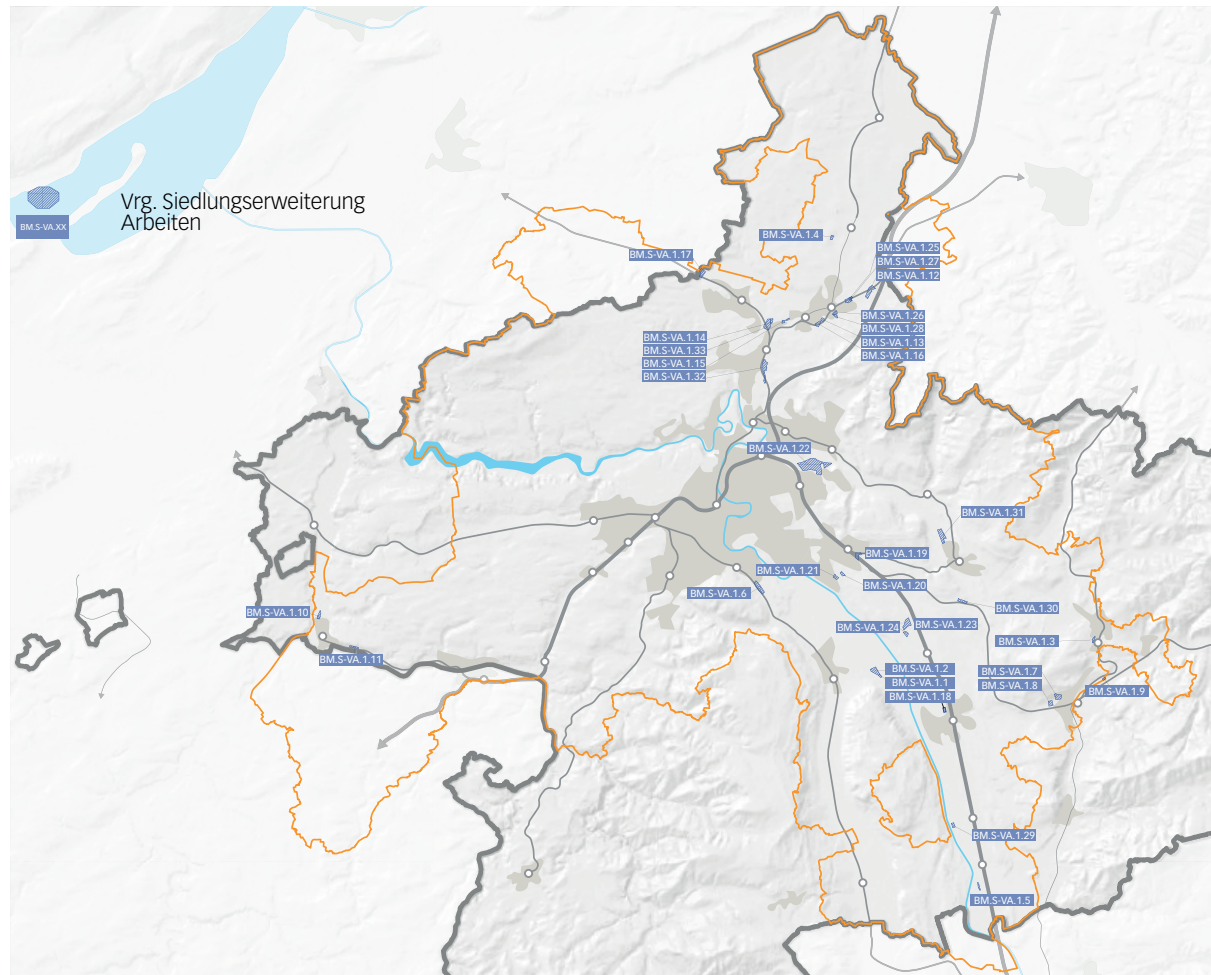 Vrg. Siedlungserweiterung
Arbeiten
BM.S-VA.XX
BM.S-VA.1.4
BM.S-VA.1.17
BM.S-VA.1.25
BM.S-VA.1.27
BM.S-VA.1.12
BM.S-VA.1.26
BM.S-VA.1.28
BM.S-VA.1.13
BM.S-VA.1.16
BM.S-VA.1.14
BM.S-VA.1.33
BM.S-VA.1.15
BM.S-VA.1.32
BM.S-VA.1.22
BM.S-VA.1.31
BM.S-VA.1.19
BM.S-VA.1.21
BM.S-VA.1.20
BM.S-VA.1.6
BM.S-VA.1.30
BM.S-VA.1.10
BM.S-VA.1.24
BM.S-VA.1.23
BM.S-VA.1.3
BM.S-VA.1.11
BM.S-VA.1.2
BM.S-VA.1.1
BM.S-VA.1.18
BM.S-VA.1.7
BM.S-VA.1.8
BM.S-VA.1.9
BM.S-VA.1.29
BM.S-VA.1.5